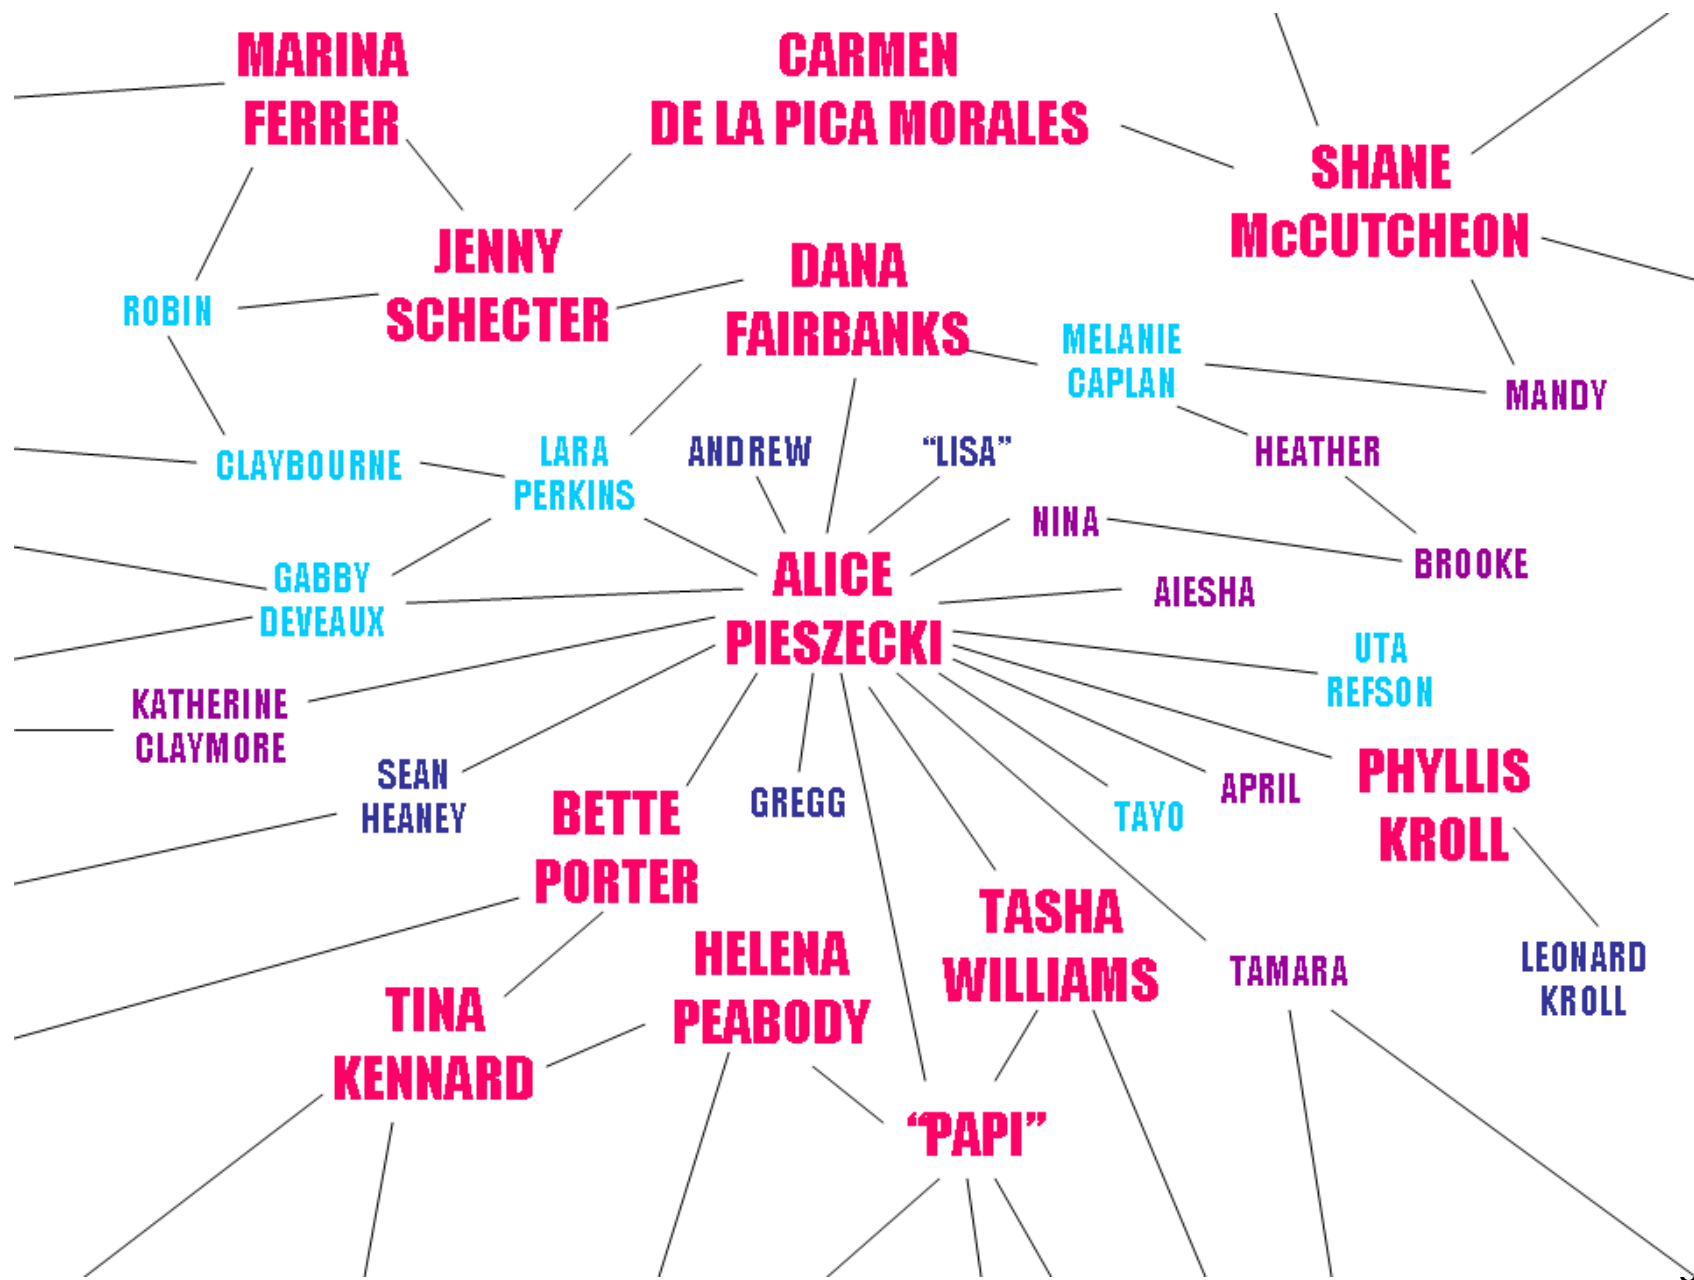 MARINA
FERRER
CARMEN
DE LA PICA MORALES
SHANE
McCUTCHEON
JENNY
SCHECTER
DANA
FAIRBANKS
ROBIN
MELANIE
CAPLAN
MANDY
CLAYBOURNE
LARA
PERKINS
ANDREW
“LISA”
HEATHER
NINA
BROOKE
GABBY
DEVEAUX
ALICE
PIESZECKI
AIESHA
UTA
REFSON
KATHERINE
CLAYMORE
SEAN
HEANEY
BETTE
PORTER
GREGG
TAYO
APRIL
PHYLLIS
KROLL
TASHA
WILLIAMS
HELENA
PEABODY
TAMARA
LEONARD
KROLL
TINA
KENNARD
“PAPI”